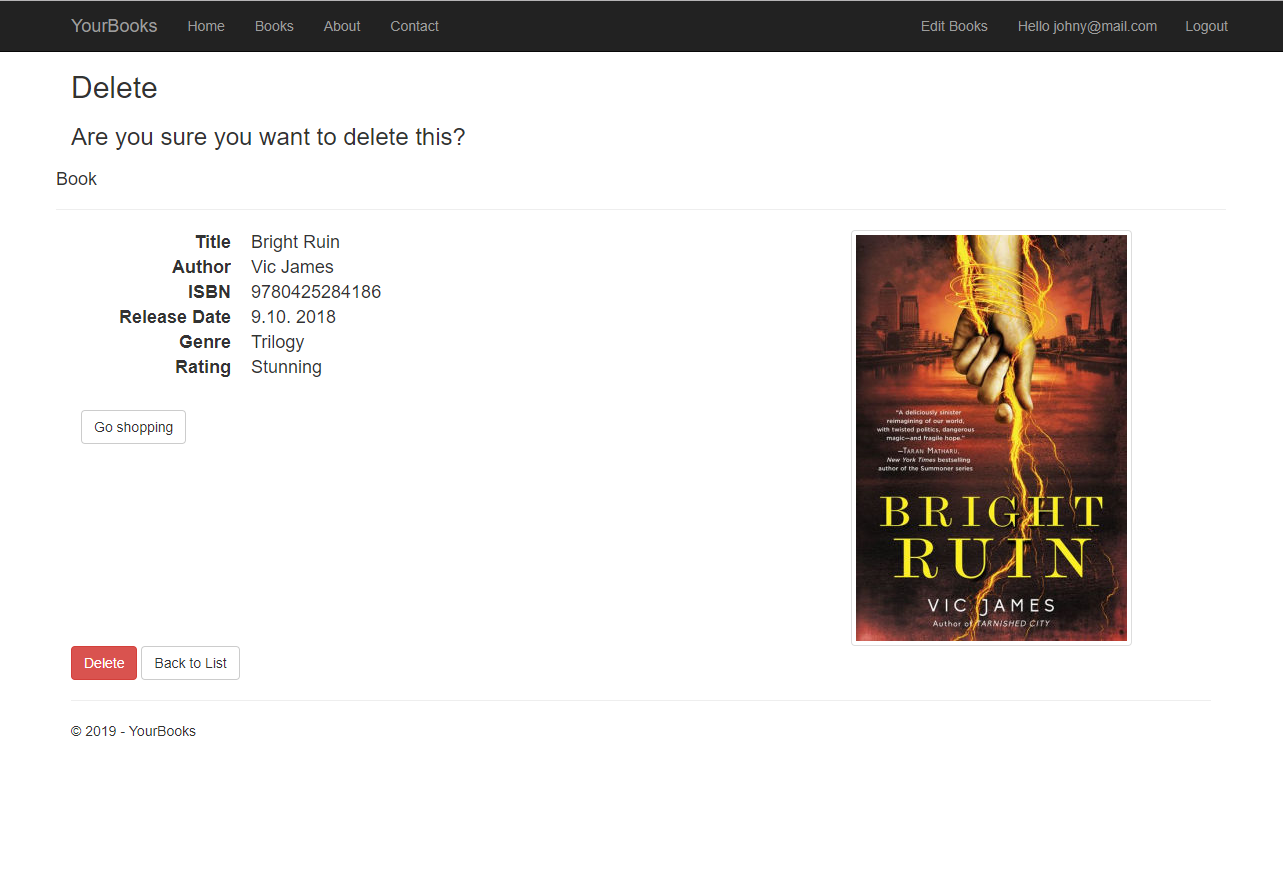 YourBooks Home Books About Contact Edit Books Hello johny@mail.com Logout
Delete
Are you sure you want to delete this?
Book
Title Bright Ruin
Author Vic James
ISBN 9780425284186
Release Date 9.10. 2018
Genre Trilogy
Rating Stunning
Go shopping
"A deliciously sinister
reimagining of our world,
with twisted politics, dangerous
magic—and fragile hope."
—TARAN MATHARU,
New York Times bestselling
author of the Summoner series
BRIGHT
RUIN
VIC JAMES
Author of TARNISHED CITY
Delete Back to List
© 2019 - YourBooks